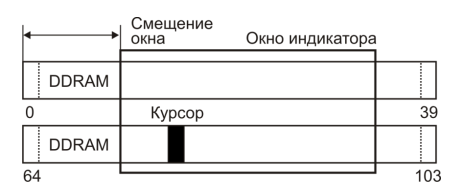 Смещение
окна
Окно индикатора
DDRAM
0
39
Курсор
DDRAM
64
103